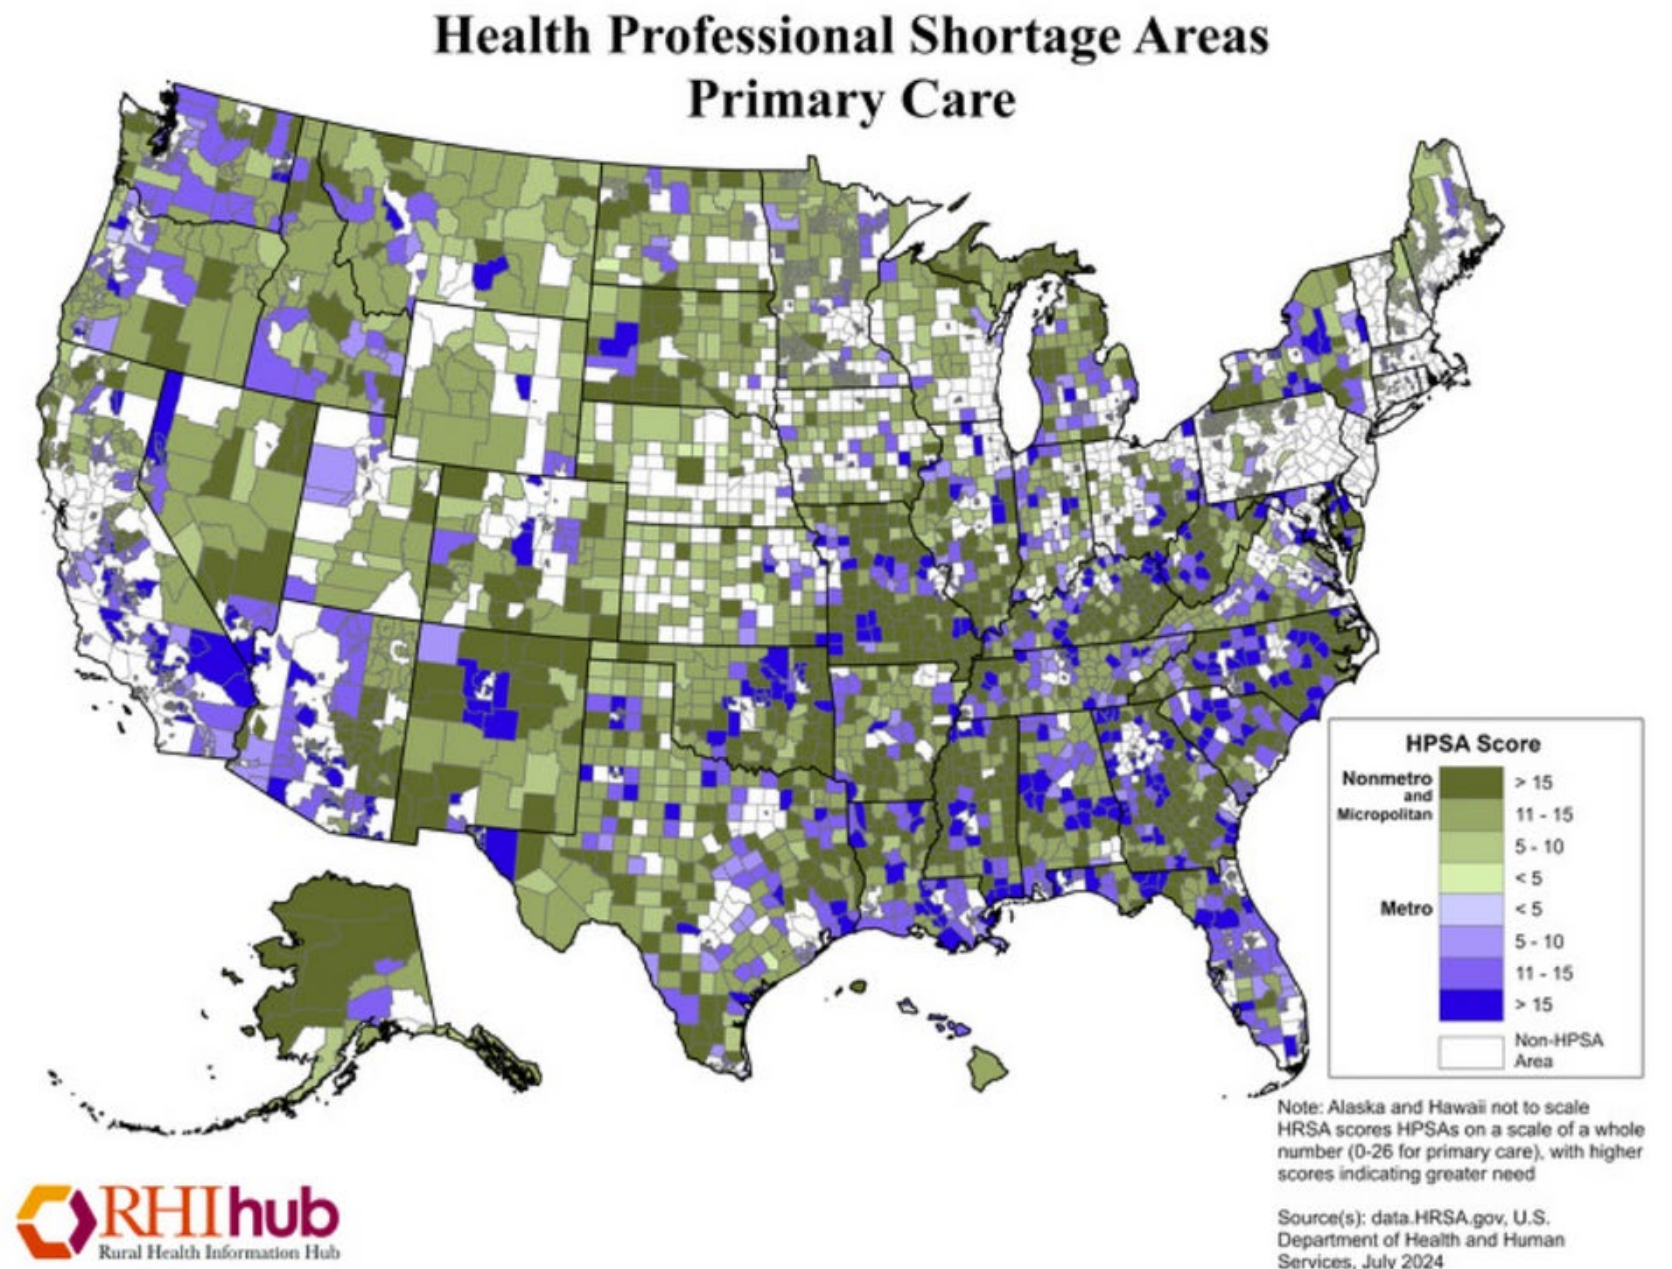 Health Professional Shortage Areas
Primary Care
HPSA Score
Nonmetro
and
Micropolitan
> 15
11 - 15
5 - 10
< 5
Metro
< 5
5 - 10
11 - 15
> 15
Non-HPSA
Area
Note: Alaska and Hawaii not to scale
HRSA scores HPSAs on a scale of a whole
number (0-26 for primary care), with higher
scores indicating greater need
Source(s): data.HRSA.gov, U.S.
Department of Health and Human
Services, July 2024
RHIhub
Rural Health Information Hub